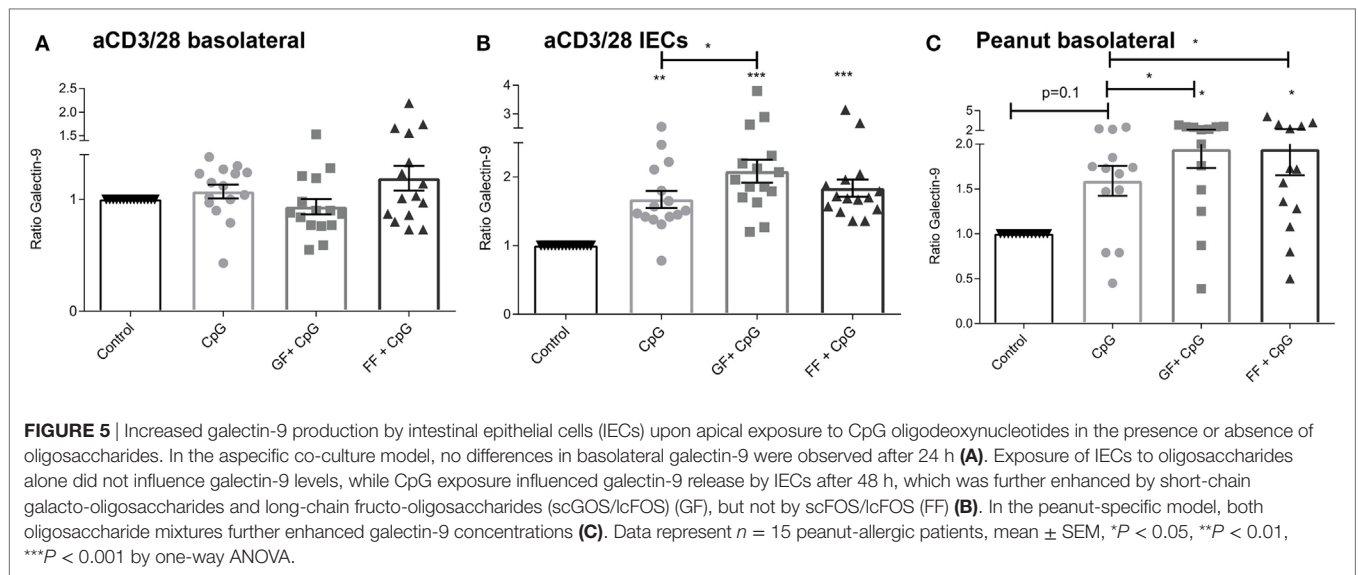 A aCD3/28 basolateral
2.5
2.0
1.5
1
0
Ratio Galectin-9
Control
CpG
GF+ CpG
FF + CpG
B aCD3/28 IECs
*
** *** ***
4
3
2
1
0
Ratio Galectin-9
Control
CpG
GF+ CpG
FF + CpG
C Peanut basolateral
*
*
p=0.1
* *
5
2
2.0
1.5
1.0
0.5
0.0
Ratio Galectin-9
Control
CpG
GF+ CpG
FF + CpG
FIGURE 5 | Increased galectin-9 production by intestinal epithelial cells (IECs) upon apical exposure to CpG oligodeoxynucleotides in the presence or absence of
oligosaccharides. In the aspecific co-culture model, no differences in basolateral galectin-9 were observed after 24 h (A). Exposure of IECs to oligosaccharides
alone did not influence galectin-9 levels, while CpG exposure influenced galectin-9 release by IECs after 48 h, which was further enhanced by short-chain
galacto-oligosaccharides and long-chain fructo-oligosaccharides (scGOS/lcFOS) (GF), but not by scFOS/lcFOS (FF) (B). In the peanut-specific model, both
oligosaccharide mixtures further enhanced galectin-9 concentrations (C). Data represent n = 15 peanut-allergic patients, mean ± SEM, *P < 0.05, **P < 0.01,
***P < 0.001 by one-way ANOVA.